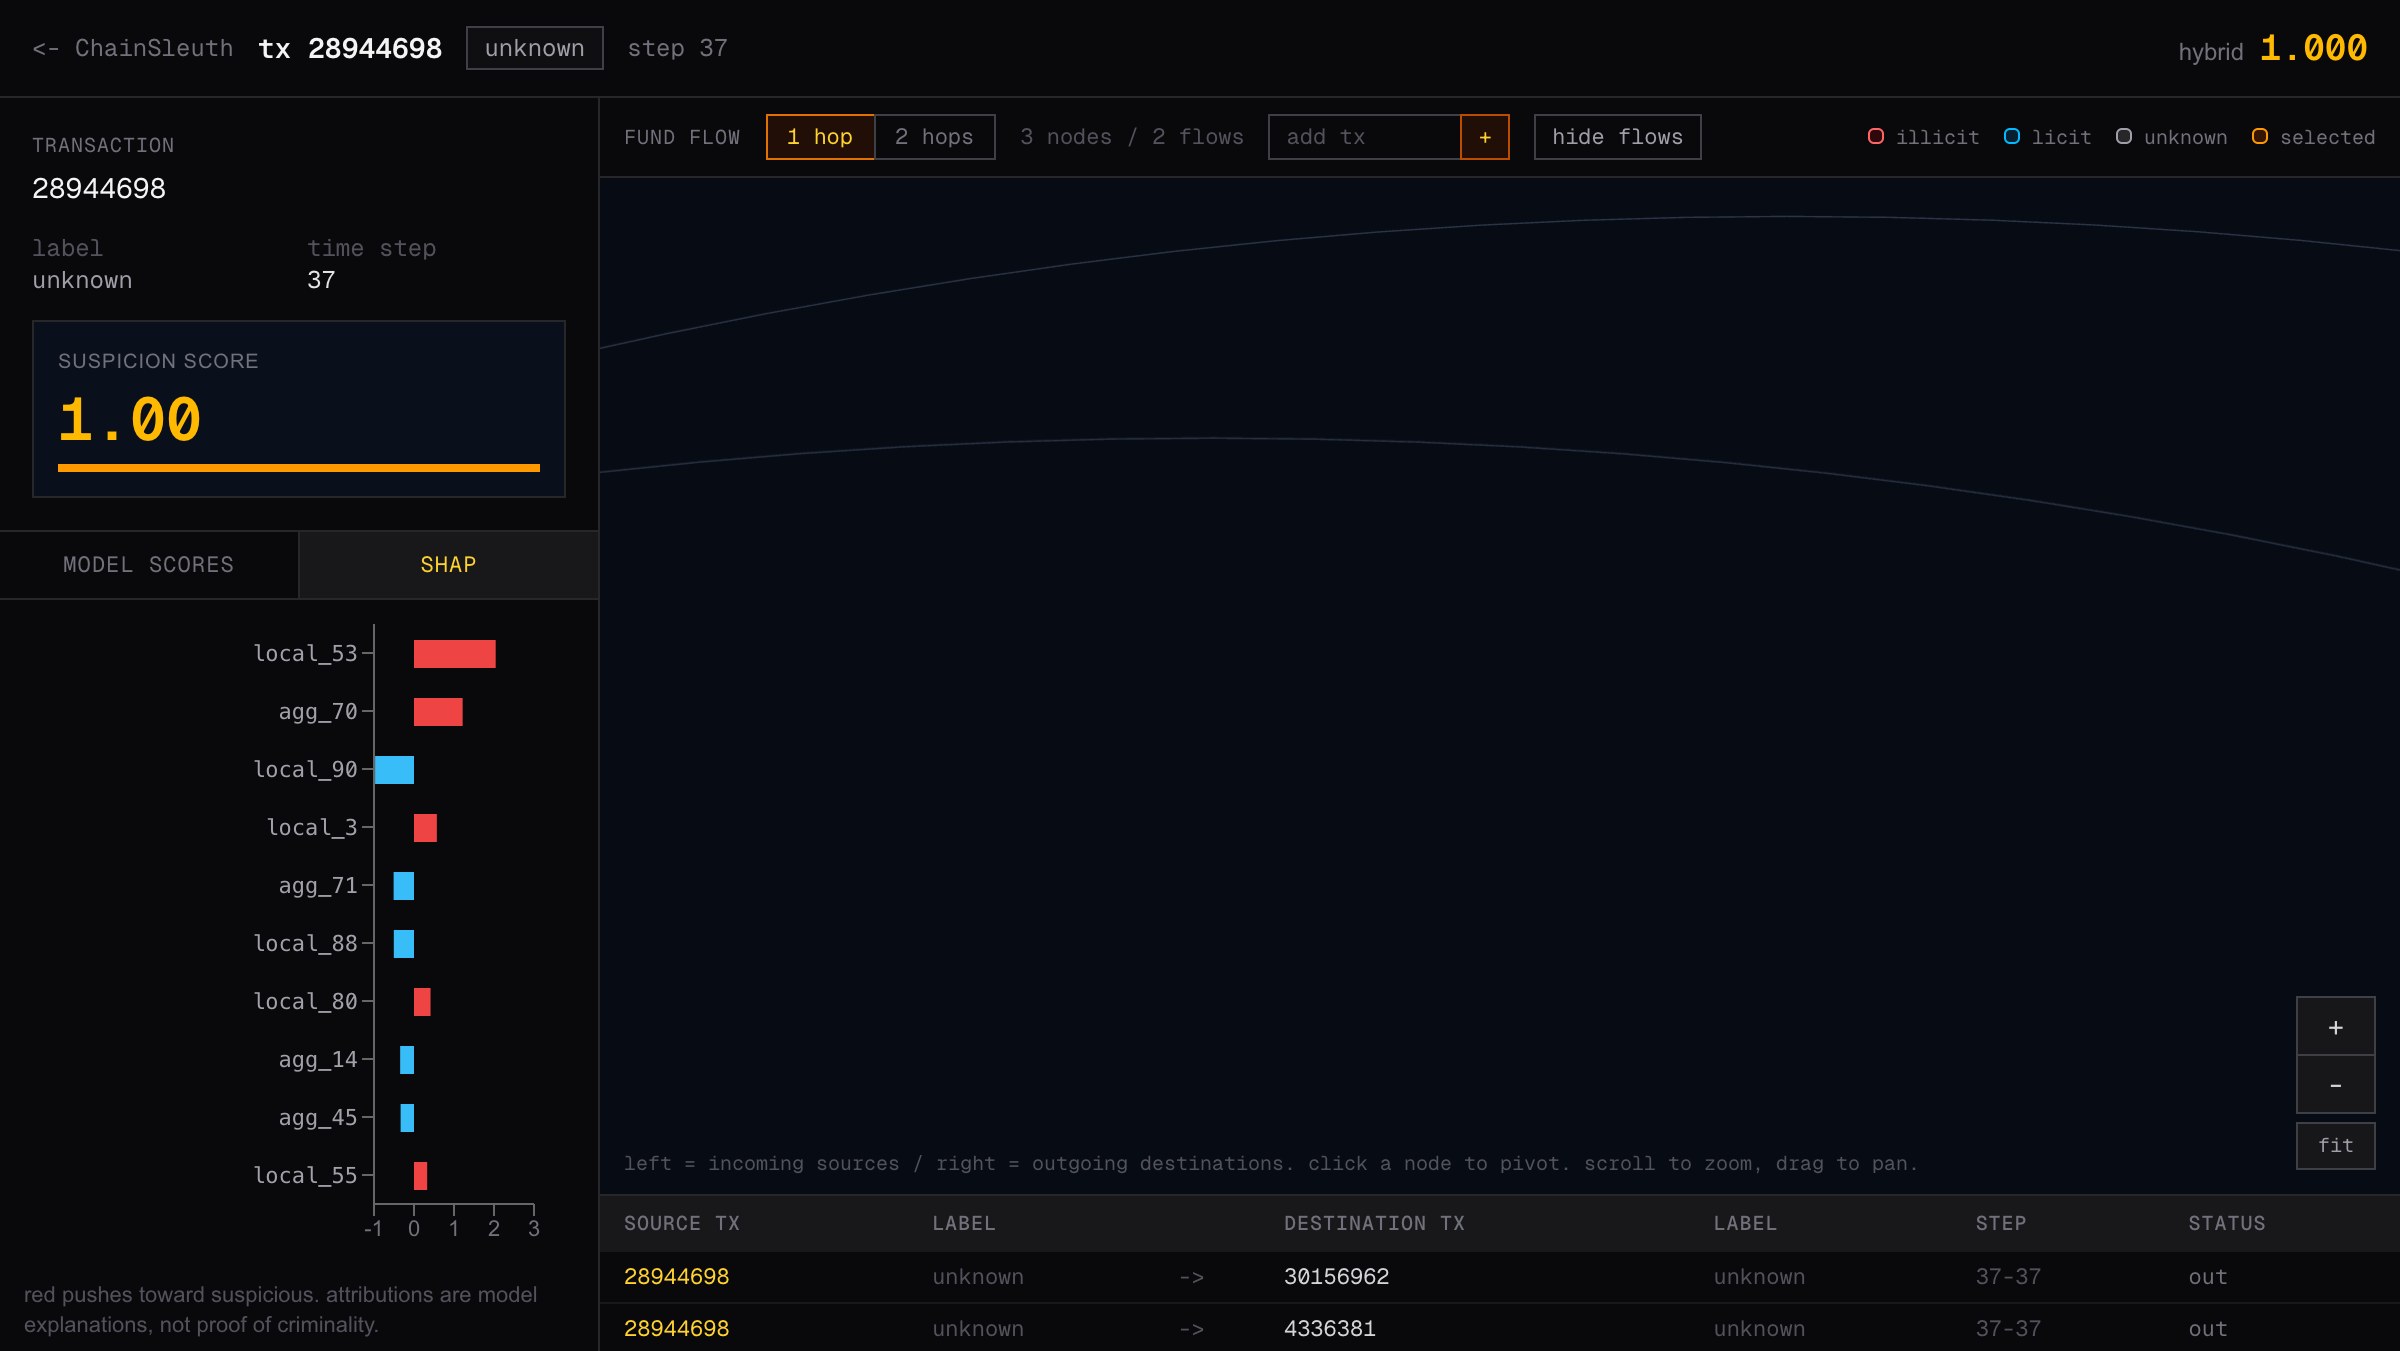 <- ChainSleuth tx 28944698 unknown step 37 hybrid 1.000
TRANSACTION
28944698
label time step
unknown 37
SUSPICION SCORE
1.00
MODEL SCORES SHAP
local_53
agg_70
local_90
local_3
agg_71
local_88
local_80
agg_14
agg_45
local_55
-1 0 1 2 3
red pushes toward suspicious. attributions are model
explanations, not proof of criminality.
FUND FLOW 1 hop 2 hops 3 nodes / 2 flows add tx + hide flows illicit licit unknown selected
+
-
fit
left = incoming sources / right = outgoing destinations. click a node to pivot. scroll to zoom, drag to pan.
SOURCE TX LABEL DESTINATION TX LABEL STEP STATUS
28944698 unknown -> 30156962 unknown 37-37 out
28944698 unknown -> 4336381 unknown 37-37 out